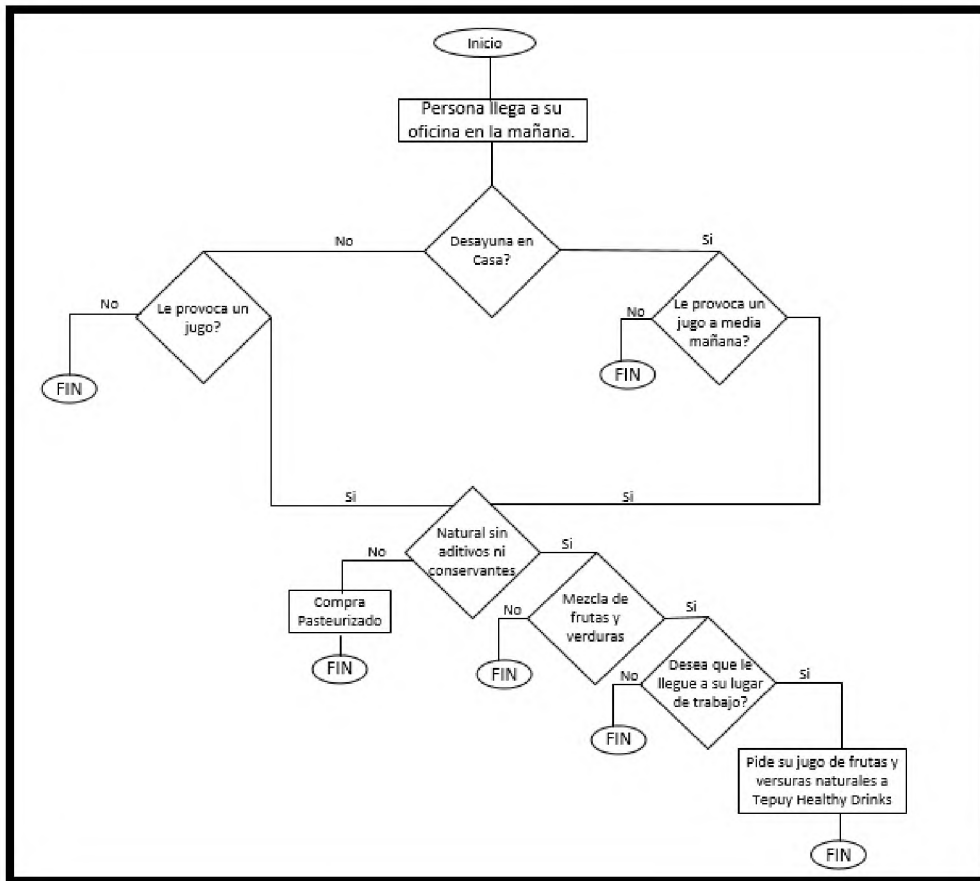 Inicio
Persona llega a su
oficina en la mañana.
Desayuna en
Casa?
No
Si
Le provoca un
jugo?
No
FIN
Le provoca un
jugo a media
mañana?
No
FIN
Si
Si
Natural sin
aditivos ni
conservantes
No
Compra
Pasteurizado
FIN
Si
Mezcla de
frutas y
verduras
No
FIN
Si
Desea que le
llegue a su lugar
de trabajo?
No
FIN
Si
Pide su jugo de frutas y
versuras naturales a
Tepuy Healthy Drinks
FIN